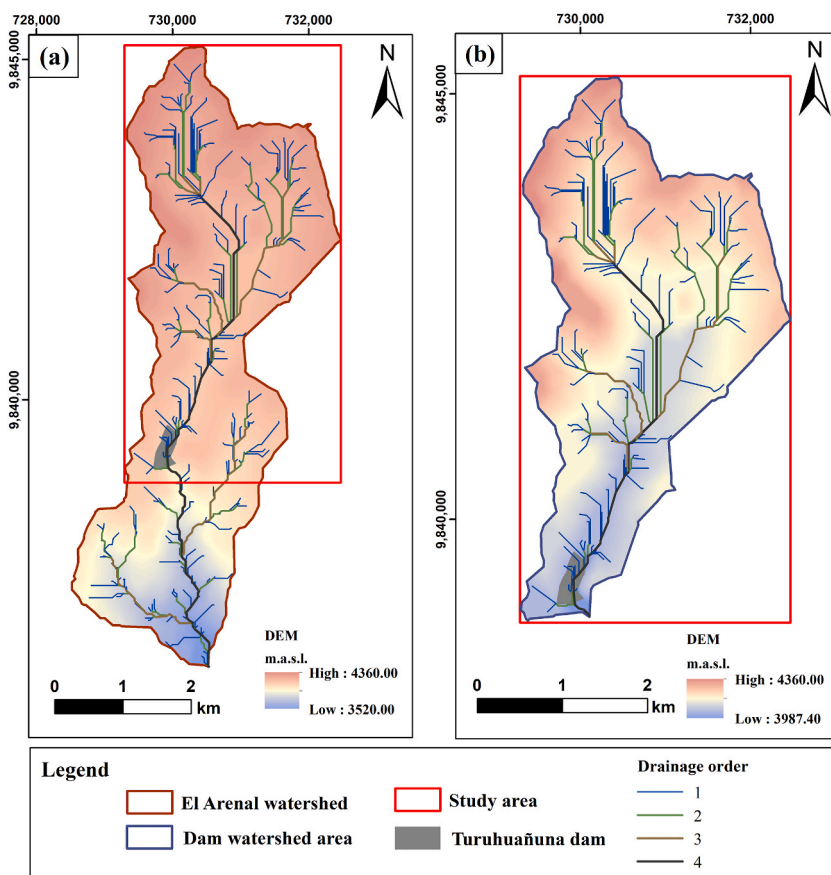 728,000 730,000 732,000
9,845,000
9,840,000
(a)
N
DEM
m.a.s.l.
High : 4360.00
Low : 3520.00
0 1 2
km
730,000 732,000
9,845,000
9,840,000
(b)
N
DEM
m.a.s.l.
High : 4360.00
Low : 3987.40
0 1 2
km
Legend
El Arenal watershed
Dam watershed area
Study area
Turuhuañuna dam
Drainage order
1
2
3
4